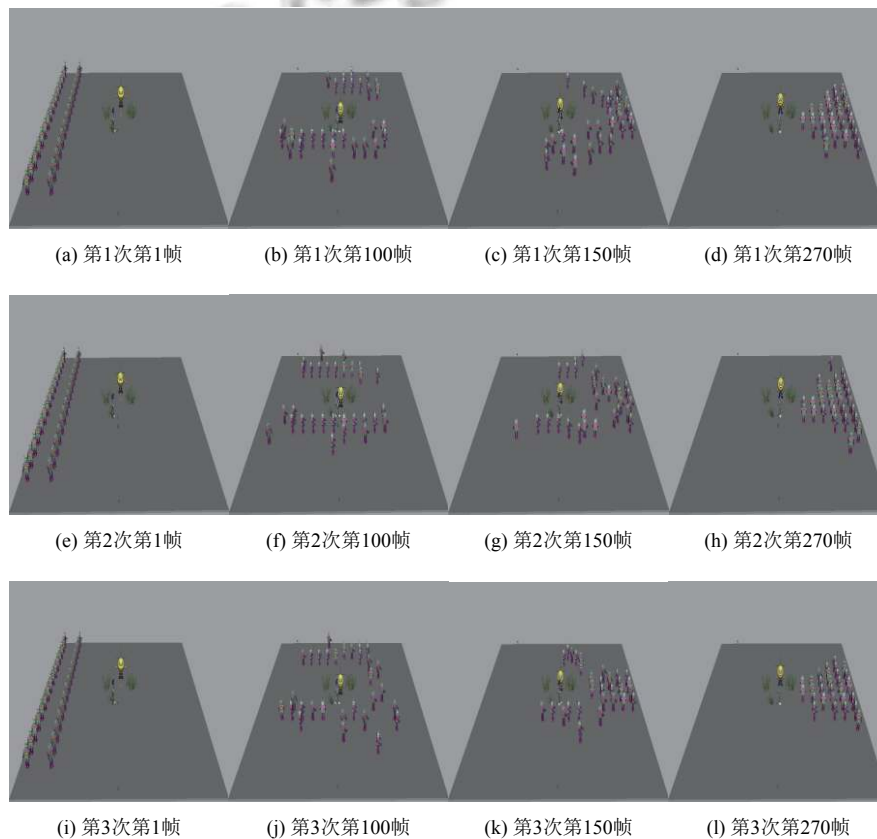 (a) 第1次第1帧
(b) 第1次第100帧
(c) 第1次第150帧
(d) 第1次第270帧
(e) 第2次第1帧
(f) 第2次第100帧
(g) 第2次第150帧
(h) 第2次第270帧
(i) 第3次第1帧
(j) 第3次第100帧
(k) 第3次第150帧
(l) 第3次第270帧